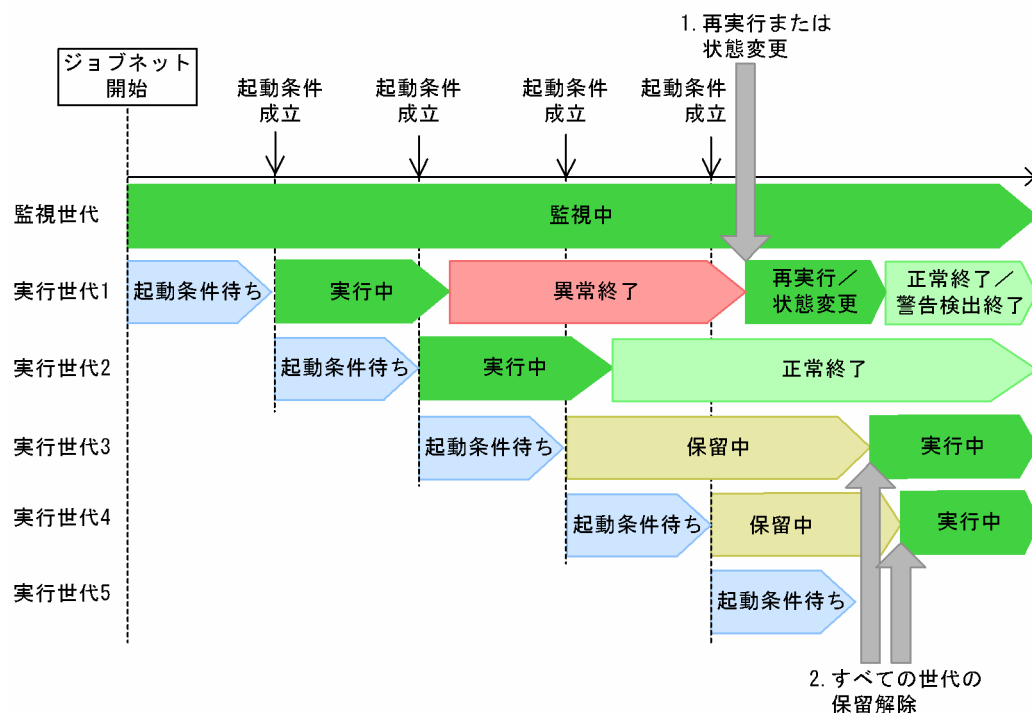 1. 再実行または
状態変更
ジョブネット
開始
起動条件
成立
起動条件
成立
起動条件
成立
起動条件
成立
監視世代
監視中
実行世代1
起動条件待ち
実行中
異常終了
再実行／
状態変更
正常終了／
警告検出終了
実行世代2
起動条件待ち
実行中
正常終了
実行世代3
起動条件待ち
保留中
実行中
実行世代4
起動条件待ち
保留中
実行中
実行世代5
起動条件待ち
2. すべての世代の
保留解除